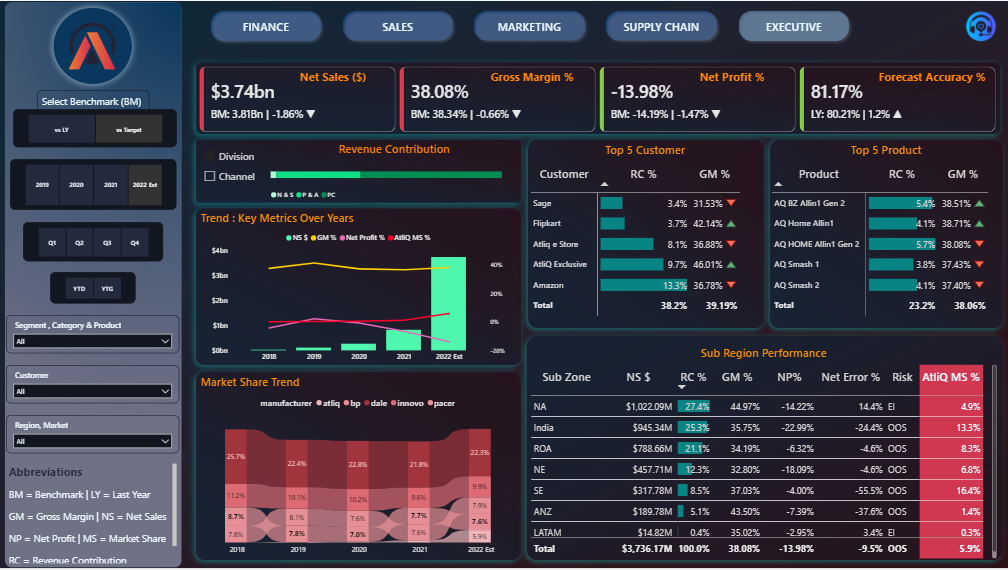 FINANCE
SALES
MARKETING
SUPPLY CHAIN
EXECUTIVE
Select Benchmark (BM)
vs LY
vs Target
2019
2020
2021
2022 Est
Q1
Q2
Q3
Q4
YTD
YTG
Segment , Category & Product
All
Customer
All
Region, Market
All
Abbreviations
BM = Benchmark | LY = Last Year
GM = Gross Margin | NS = Net Sales
NP = Net Profit | MS = Market Share
RC = Revenue Contribution
Net Sales ($)
$3.74bn
BM: 3.81Bn | -1.86% ▼
Gross Margin %
38.08%
BM: 38.34% | -0.66% ▼
Net Profit %
-13.98%
BM: -14.19% | -1.47% ▼
Forecast Accuracy %
81.17%
LY: 80.21% | 1.2% ▲
Revenue Contribution
Division
Channel
N & S P & A PC
Trend : Key Metrics Over Years
NS $ GM % Net Profit % AtliQ MS %
$4bn
$3bn
$2bn
$1bn
$0bn
40%
20%
0%
-20%
2018 2019 2020 2021 2022 Est
Market Share Trend
manufacturer atliq bp dale innovo pacer
25.7% 22.4% 22.8% 21.8% 22.3%
11.2% 10.1% 10.2% 9.6% 9.9%
8.7% 8.1% 7.6% 7.7% 7.9%
7.8% 7.8% 7.0% 7.6% 7.6%
5.9%
2018 2019 2020 2021 2022 Est
Top 5 Customer
Customer RC % GM %
Sage 3.4% 31.53% ▼
Flipkart 3.7% 42.14% ▲
Atliq e Store 8.1% 36.88% ▼
AtliQ Exclusive 9.7% 46.01% ▲
Amazon 13.3% 36.78% ▼
Total 38.2% 39.19%
Top 5 Product
Product RC % GM %
AQ BZ Allin1 Gen 2 5.4% 38.51% ▲
AQ Home Allin1 4.1% 38.71% ▲
AQ HOME Allin1 Gen 2 5.7% 38.08% ▼
AQ Smash 1 3.8% 37.43% ▼
AQ Smash 2 4.1% 37.40% ▼
Total 23.2% 38.06%
Sub Region Performance
Sub Zone NS $ RC % GM % NP% Net Error % Risk AtliQ MS %
NA $1,022.09M 27.4% 44.97% -14.22% 14.4% EI 4.9%
India $945.34M 25.3% 35.75% -22.99% -24.4% OOS 13.3%
ROA $788.66M 21.1% 34.19% -6.32% -4.6% OOS 8.3%
NE $457.71M 12.3% 32.80% -18.09% -4.6% OOS 6.8%
SE $317.78M 8.5% 37.03% -4.00% -55.5% OOS 16.4%
ANZ $189.78M 5.1% 43.50% -7.39% -37.6% OOS 1.4%
LATAM $14.82M 0.4% 35.02% -2.95% 3.4% EI 0.3%
Total $3,736.17M 100.0% 38.08% -13.98% -9.5% OOS 5.9%